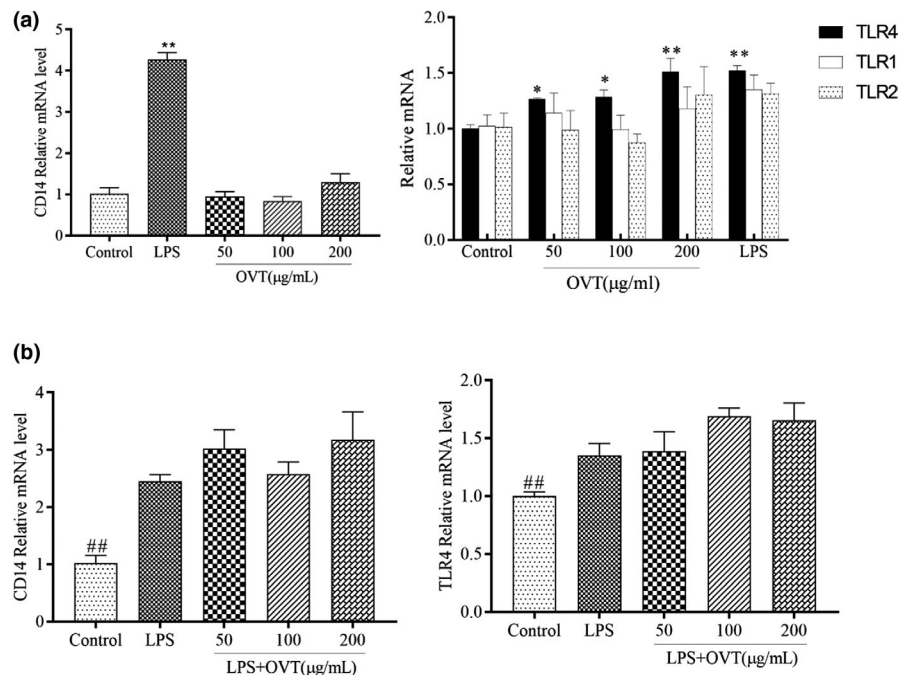 (a)
CD14 Relative mRNA level
5
4
3
2
1
0
**
Control LPS 50 100 200
OVT(μg/mL)
Relative mRNA
2.0
1.5
1.0
0.5
0.0
* * ** **
Control 50 100 200 LPS
OVT(μg/ml)
TLR4
TLR1
TLR2
(b)
CD14 Relative mRNA level
4
3
2
1
0
##
Control LPS 50 100 200
LPS+OVT(μg/mL)
TLR4 Relative mRNA level
2.0
1.5
1.0
0.5
0.0
##
Control LPS 50 100 200
LPS+OVT(μg/mL)